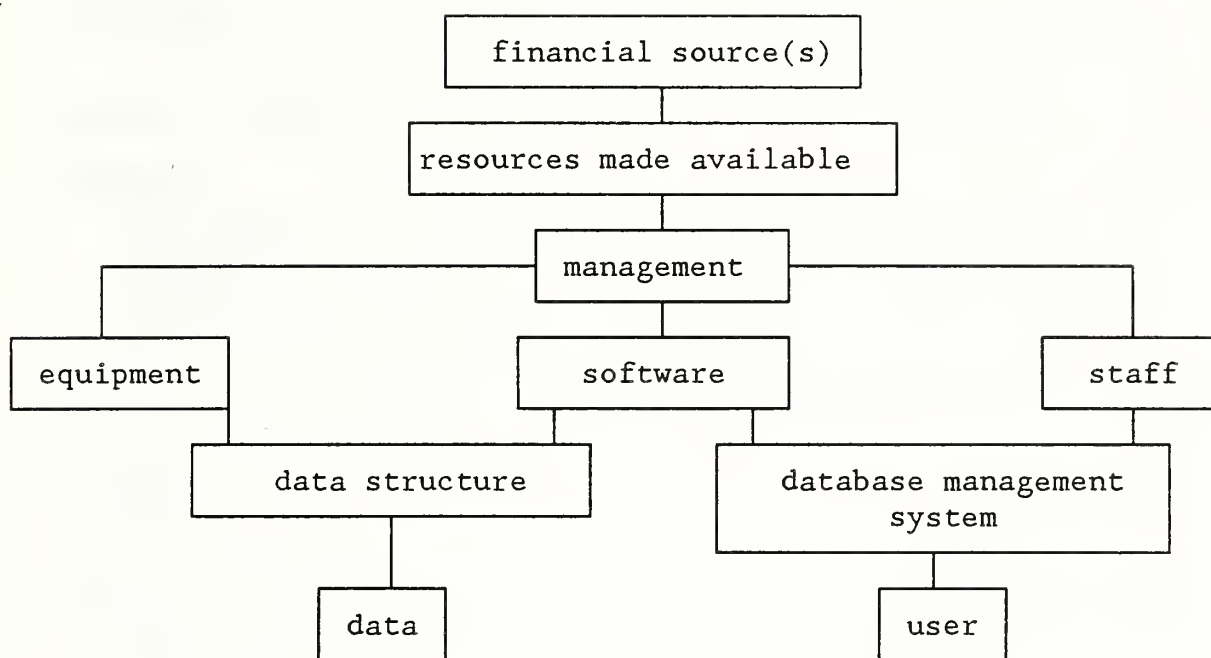 financial source(s)
resources made available
management
equipment
software
staff
data structure
database management
system
data
user